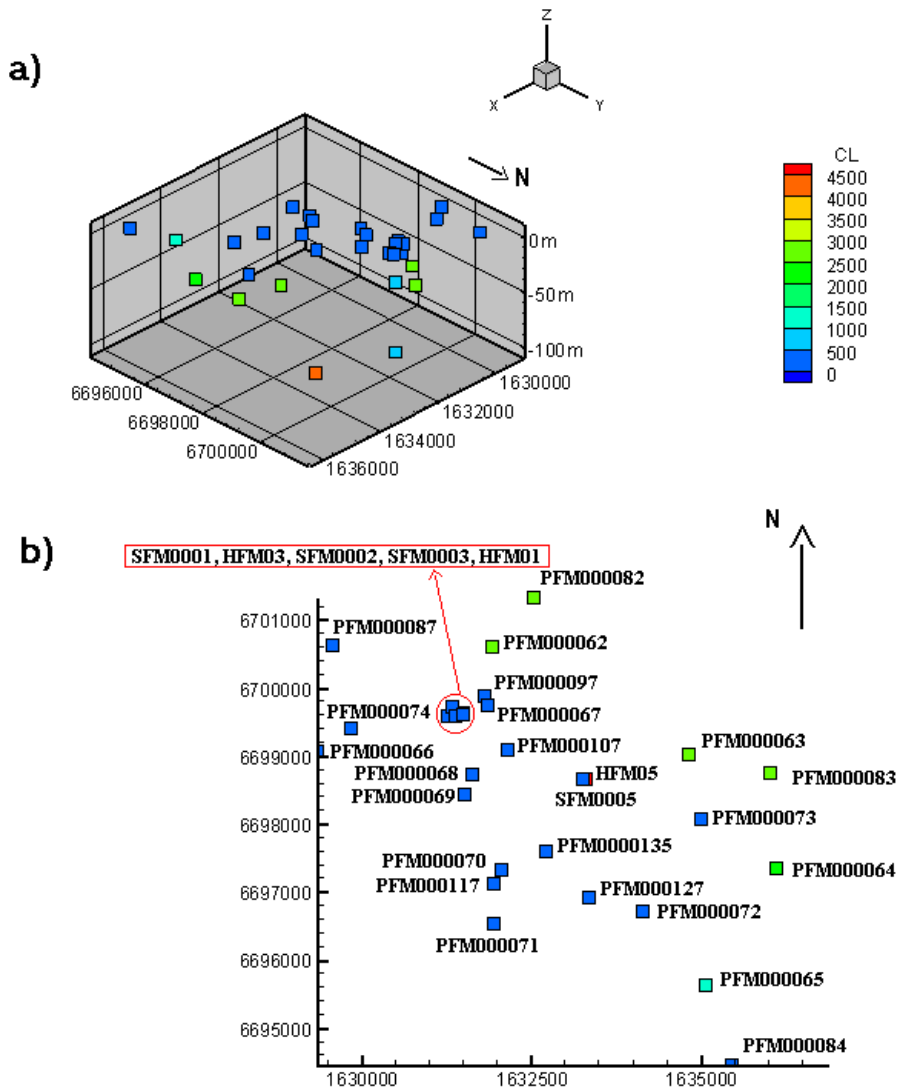 a)
Z
X
Y
N
CL
4500
4000
3500
3000
2500
2000
1500
1000
500
0
0m
-50m
-100m
6696000
6698000
6700000
1630000
1632000
1634000
1636000
b)
N
SFM0001, HFM03, SFM0002, SFM0003, HFM01
PFM000082
6701000
PFM000087
PFM000062
6700000
PFM000097
PFM000074
PFM000067
6699000
PFM000066
PFM000107
PFM000063
PFM000068
HFM05
PFM000083
PFM000069
SFM0005
6698000
PFM000073
PFM0000135
PFM000070
PFM000064
6697000
PFM000117
PFM000127
PFM000072
PFM000071
6696000
PFM000065
6695000
PFM000084
1630000
1632500
1635000